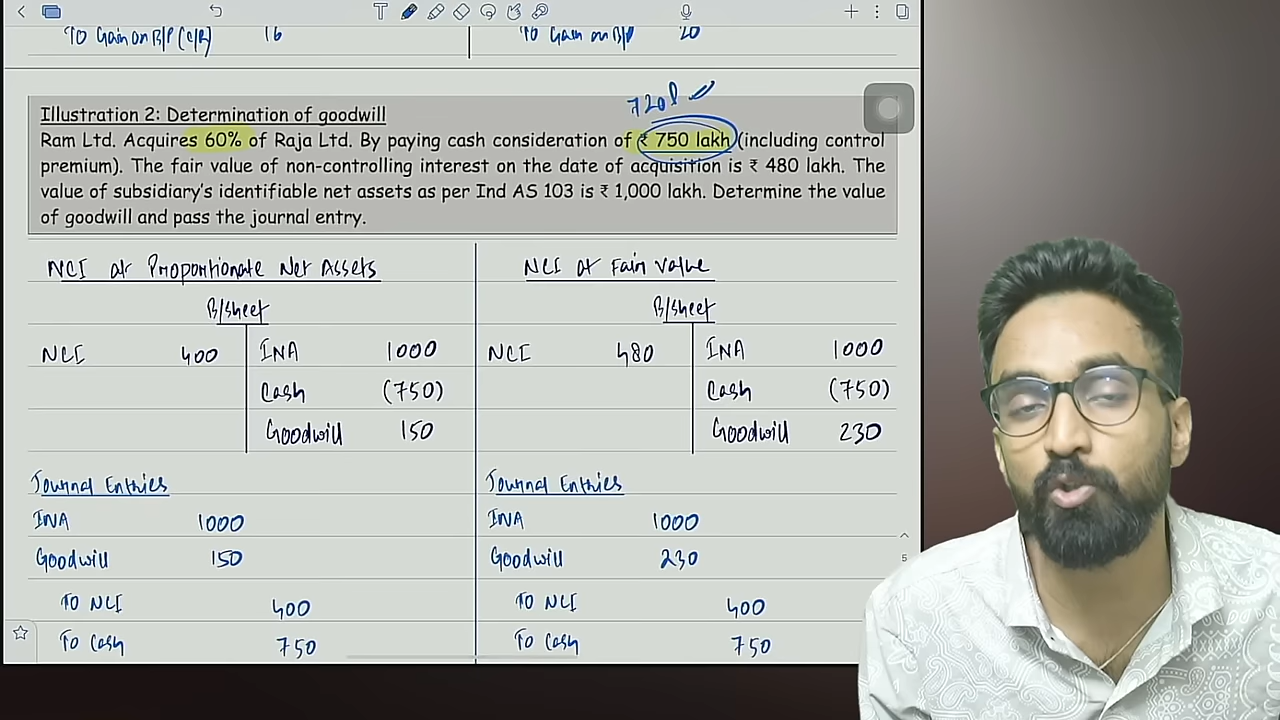 To Gain on B/P (C/R) 16
To Gain on B/P 20
720
Illustration 2: Determination of goodwill
Ram Ltd. Acquires 60% of Raja Ltd. By paying cash consideration of ₹ 750 lakh (including control
premium). The fair value of non-controlling interest on the date of acquisition is ₹ 480 lakh. The
value of subsidiary's identifiable net assets as per Ind AS 103 is ₹ 1,000 lakh. Determine the value
of goodwill and pass the journal entry.
NCI at Proportionate Net Assets
B/sheet
NCI 400 INA 1000
Cash (750)
Goodwill 150
Journal Entries
INA 1000
Goodwill 150
To NCI 400
To Cash 750
NCI at Fair Value
B/sheet
NCI 480 INA 1000
Cash (750)
Goodwill 230
Journal Entries
INA 1000
Goodwill 230
To NCI 400
To Cash 750
5